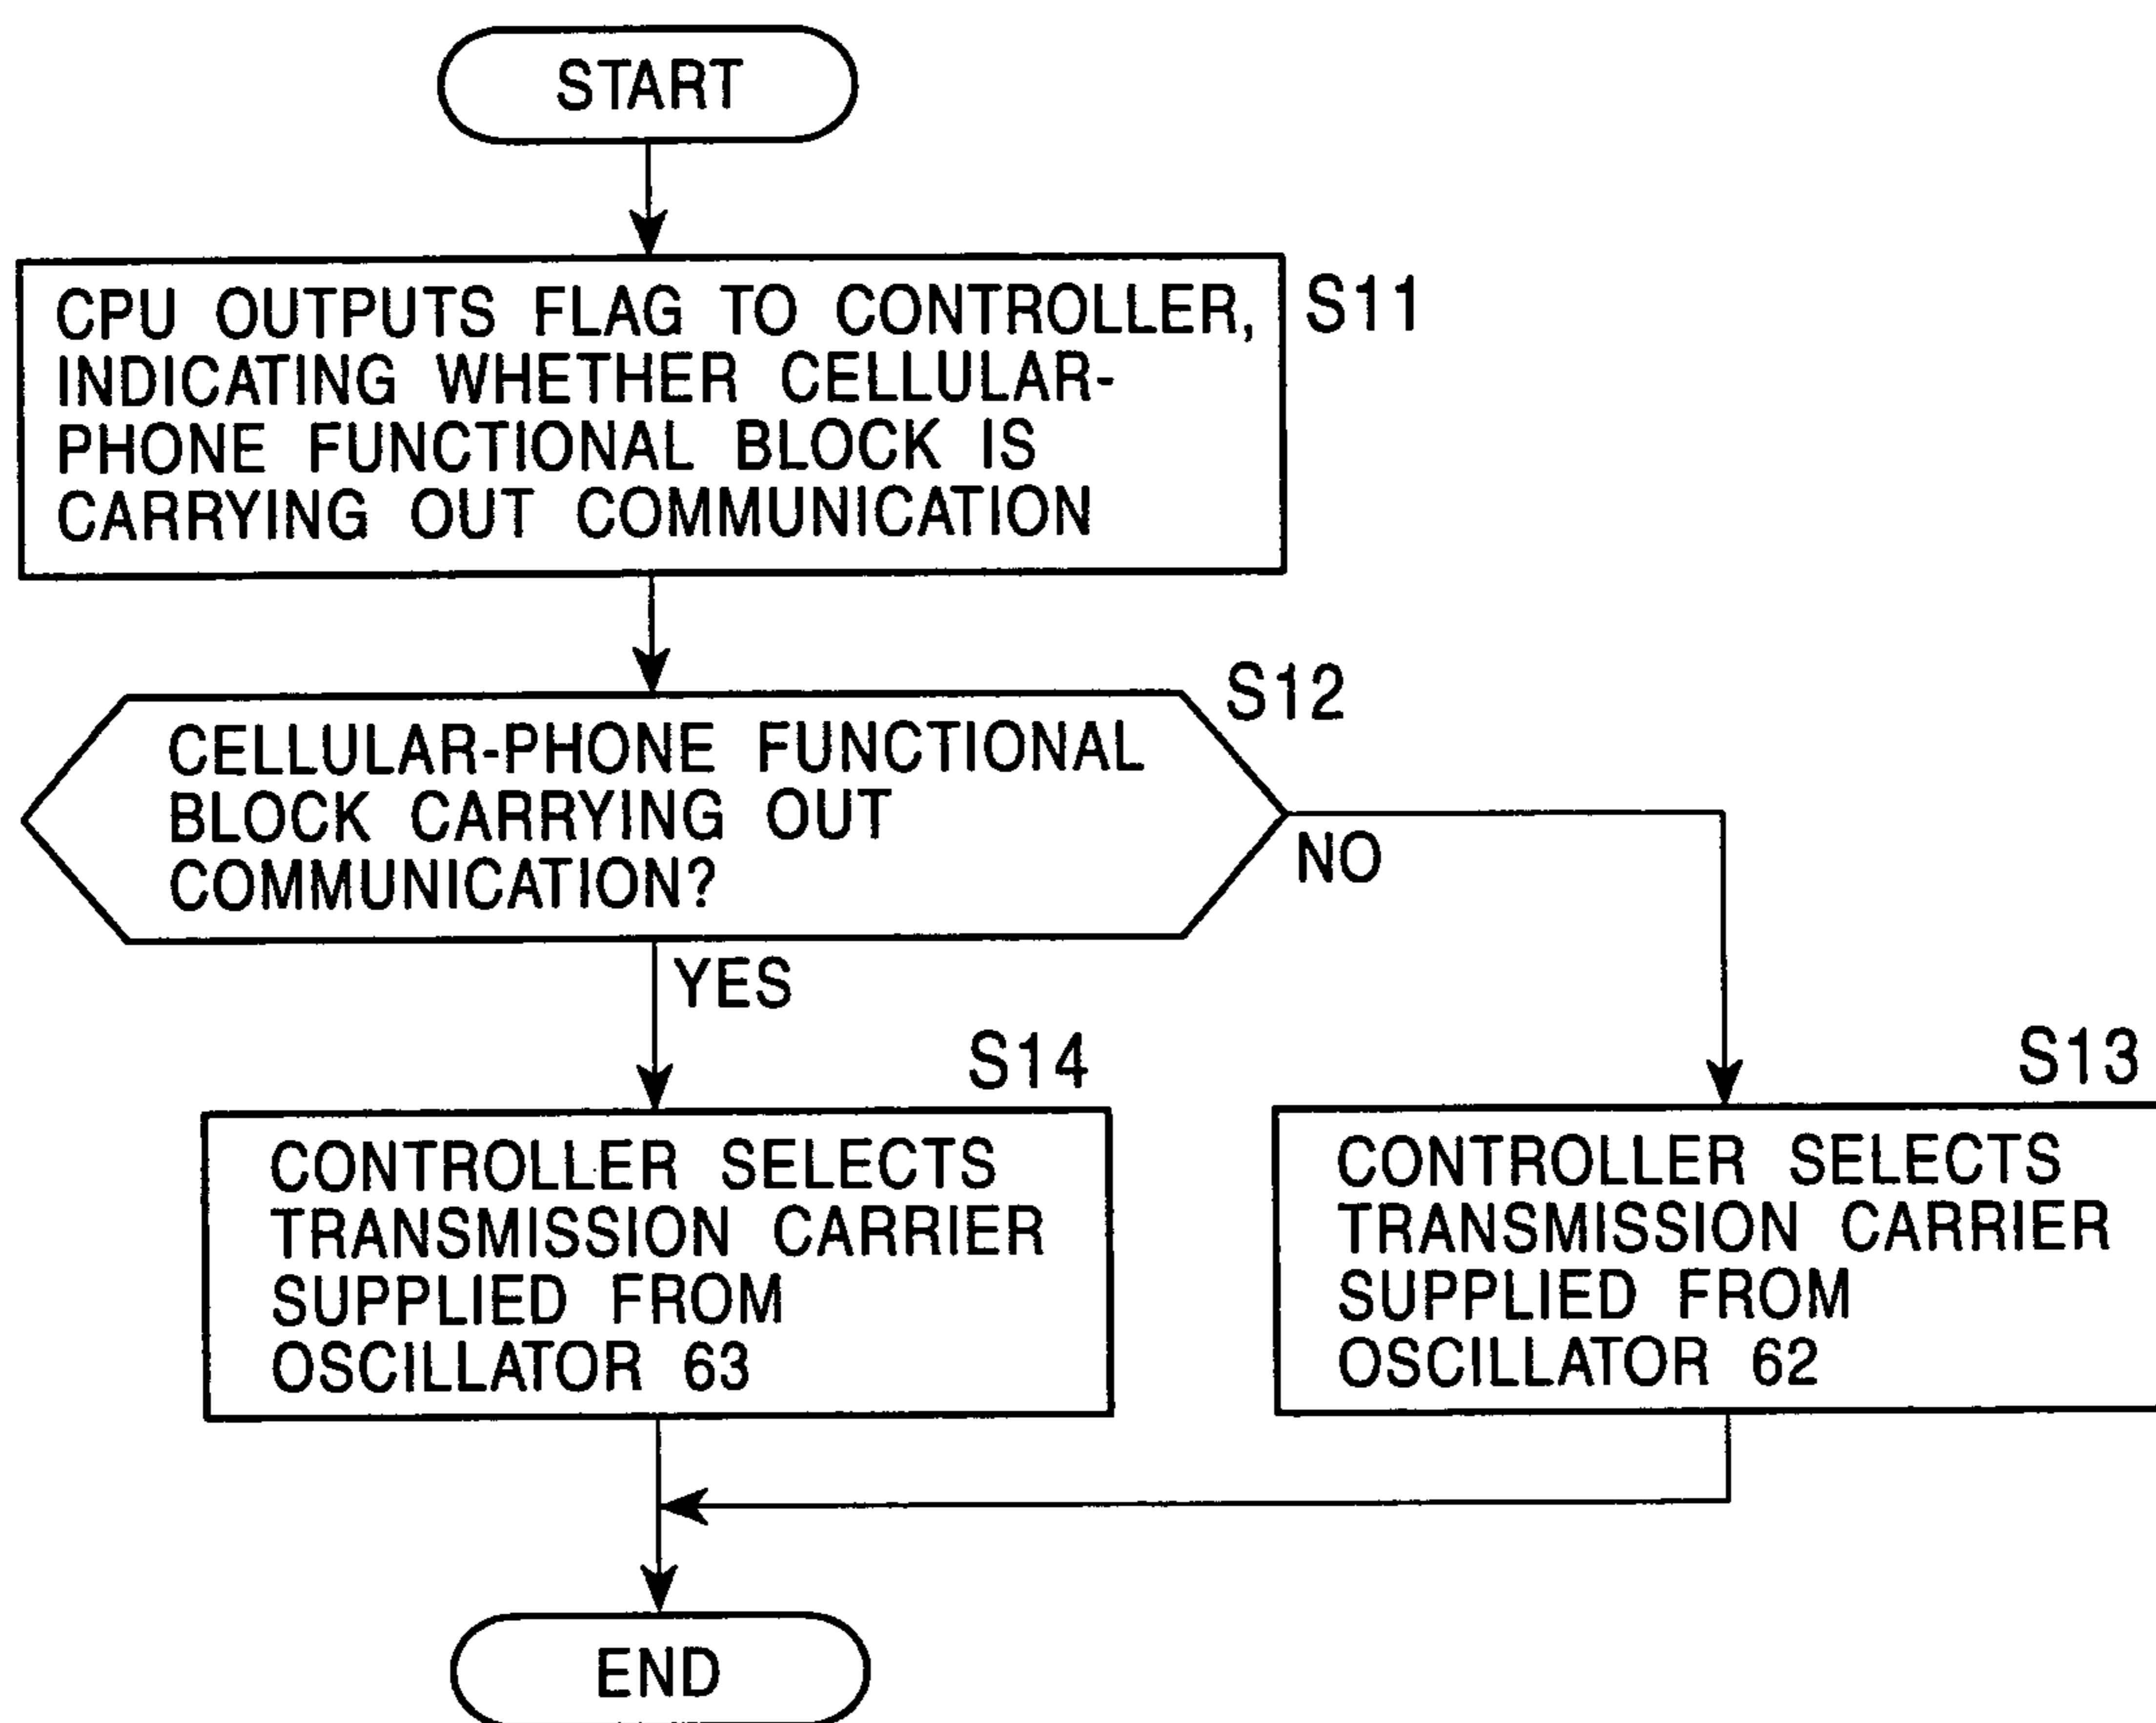 START
CPU OUTPUTS FLAG TO CONTROLLER,
INDICATING WHETHER CELLULAR-
PHONE FUNCTIONAL BLOCK IS
CARRYING OUT COMMUNICATION
S11
S12
CELLULAR-PHONE FUNCTIONAL
BLOCK CARRYING OUT
COMMUNICATION?
NO
YES
S14
CONTROLLER SELECTS
TRANSMISSION CARRIER
SUPPLIED FROM
OSCILLATOR 63
S13
CONTROLLER SELECTS
TRANSMISSION CARRIER
SUPPLIED FROM
OSCILLATOR 62
END